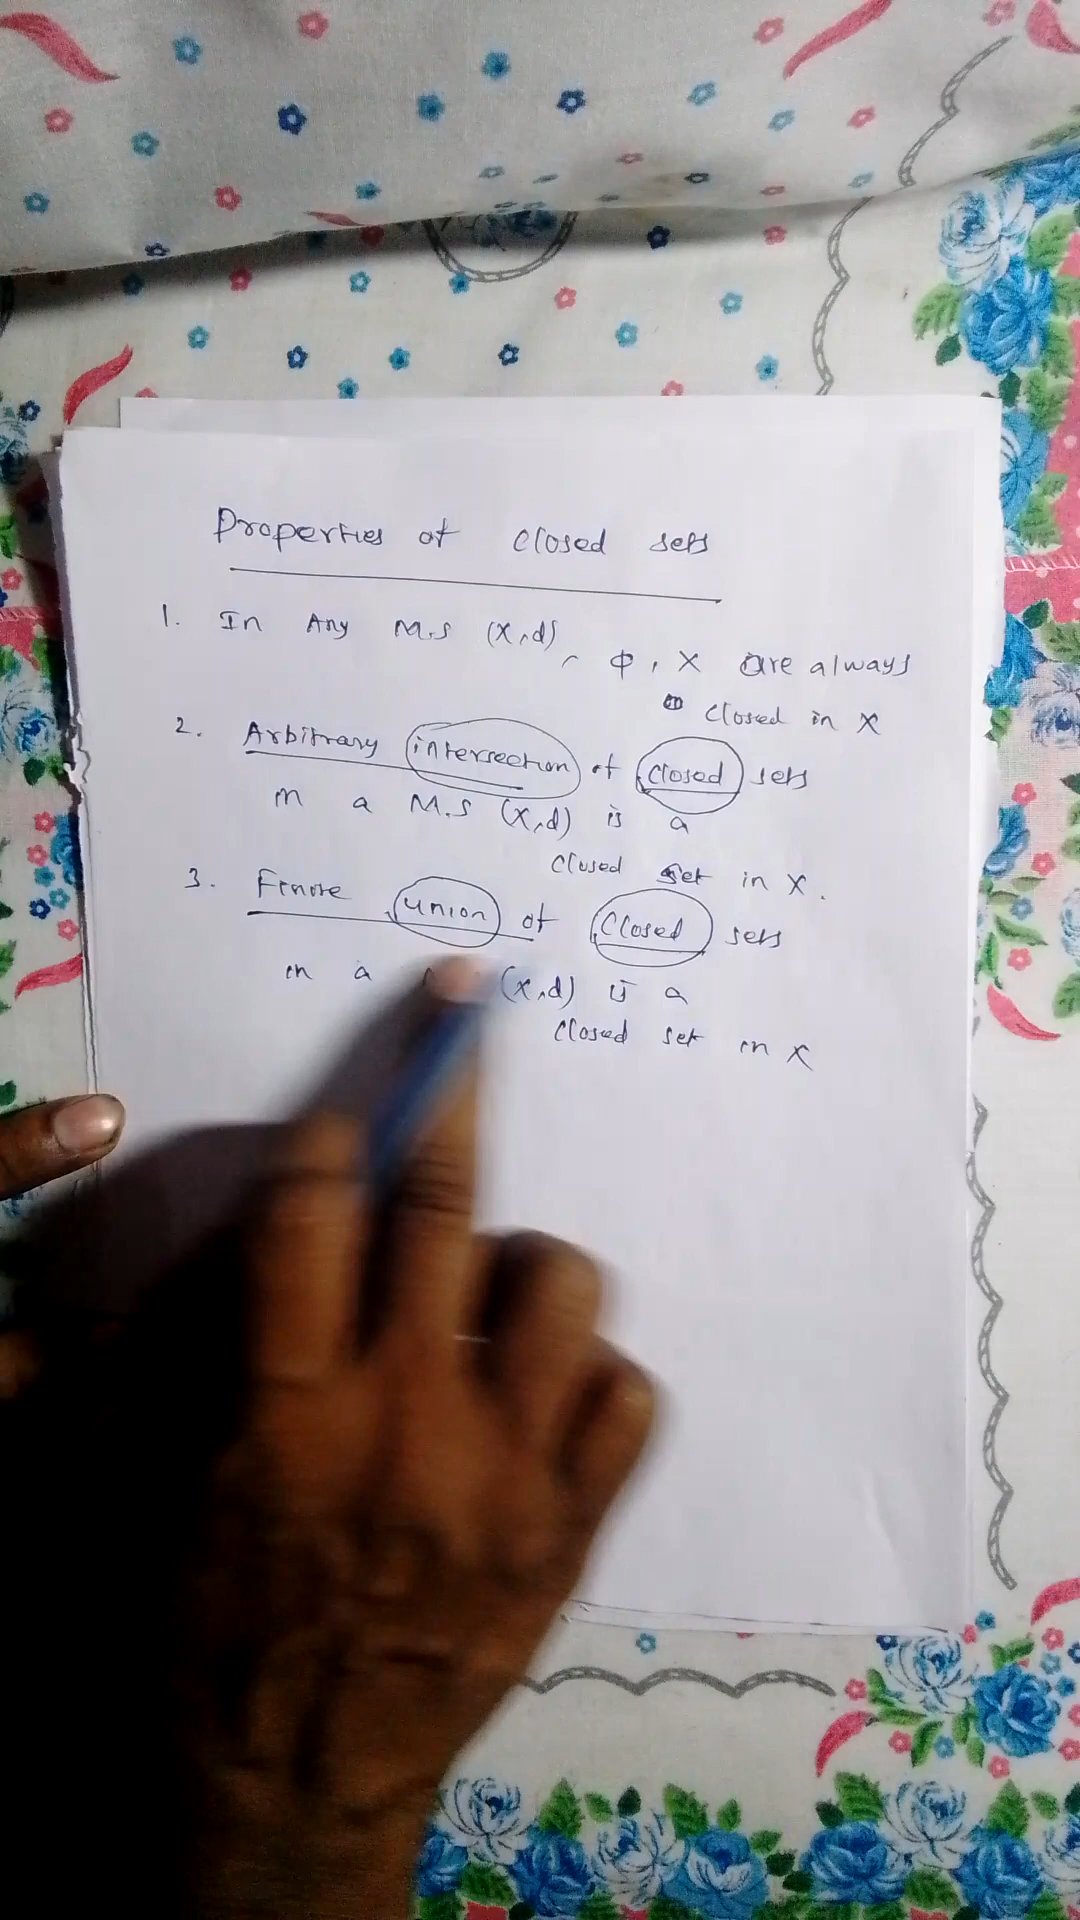 Properties of closed sets
1. In Any M.S (X,d), φ, X are always
closed in X
2. Arbitrary intersection of closed sets
in a M.S (X,d) is a
closed set in X.
3. Finite union of closed sets
in a (X,d) is a
closed set in X